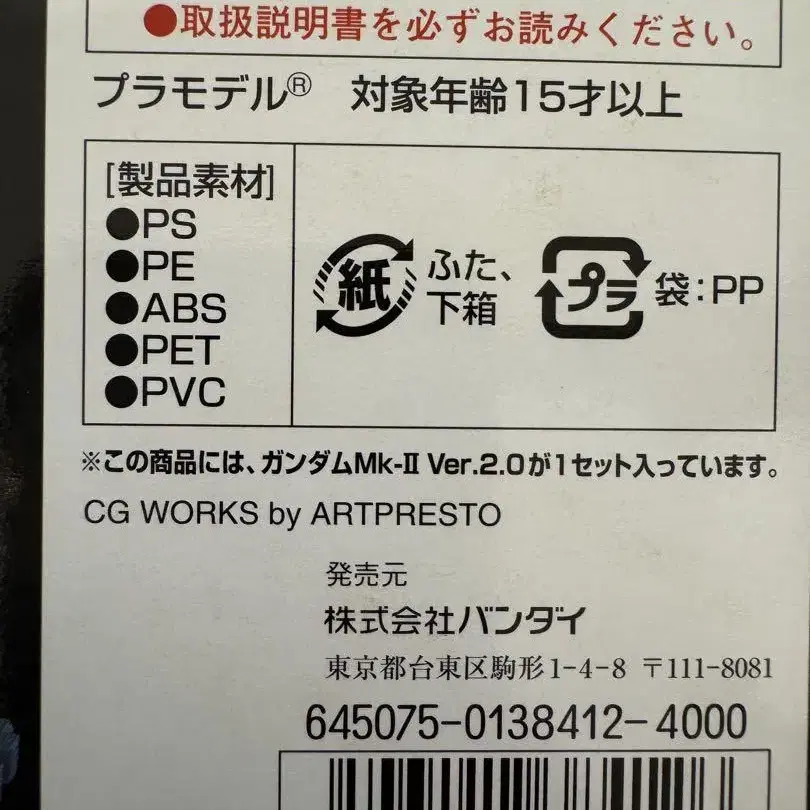 ●取扱説明書を必ずお読みください。
プラモデル® 対象年齢15才以上
[製品素材]
●PS
●PE
●ABS
●PET
●PVC
紙
ふた、
下箱
プラ
袋:PP
※この商品には、ガンダムMk-II Ver.2.0が1セット入っています。
CG WORKS by ARTPRESTO
発売元
株式会社バンダイ
東京都台東区駒形1-4-8 〒111-8081
645075-0138412-4000